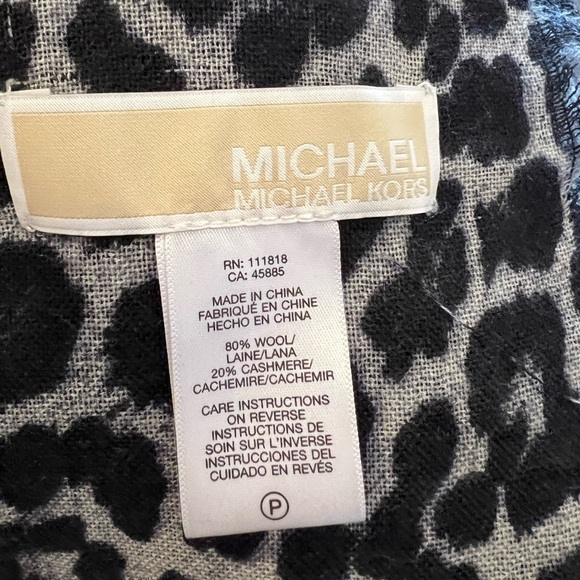 MICHAEL
MICHAEL KORS
RN: 111818
CA: 45885
MADE IN CHINA
FABRIQUÉ EN CHINE
HECHO EN CHINA
80% WOOL/
LAINE/LANA
20% CASHMERE/
CACHEMIRE/CACHEMIR
CARE INSTRUCTIONS
ON REVERSE
INSTRUCTIONS DE
SOIN SUR L'INVERSE
INSTRUCCIONES DEL
CUIDADO EN REVÉS
P